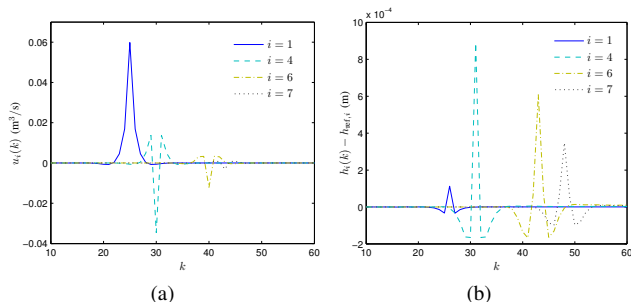 0.06
0.04
0.02
0
−0.02
−0.04
10 20 30 40 50 60
k
u_i(k) (m³/s)
i = 1
i = 4
i = 6
i = 7
(a)
x 10⁻⁴
10
8
6
4
2
0
−2
10 20 30 40 50 60
k
h_i(k) − h_ref,i (m)
i = 1
i = 4
i = 6
i = 7
(b)